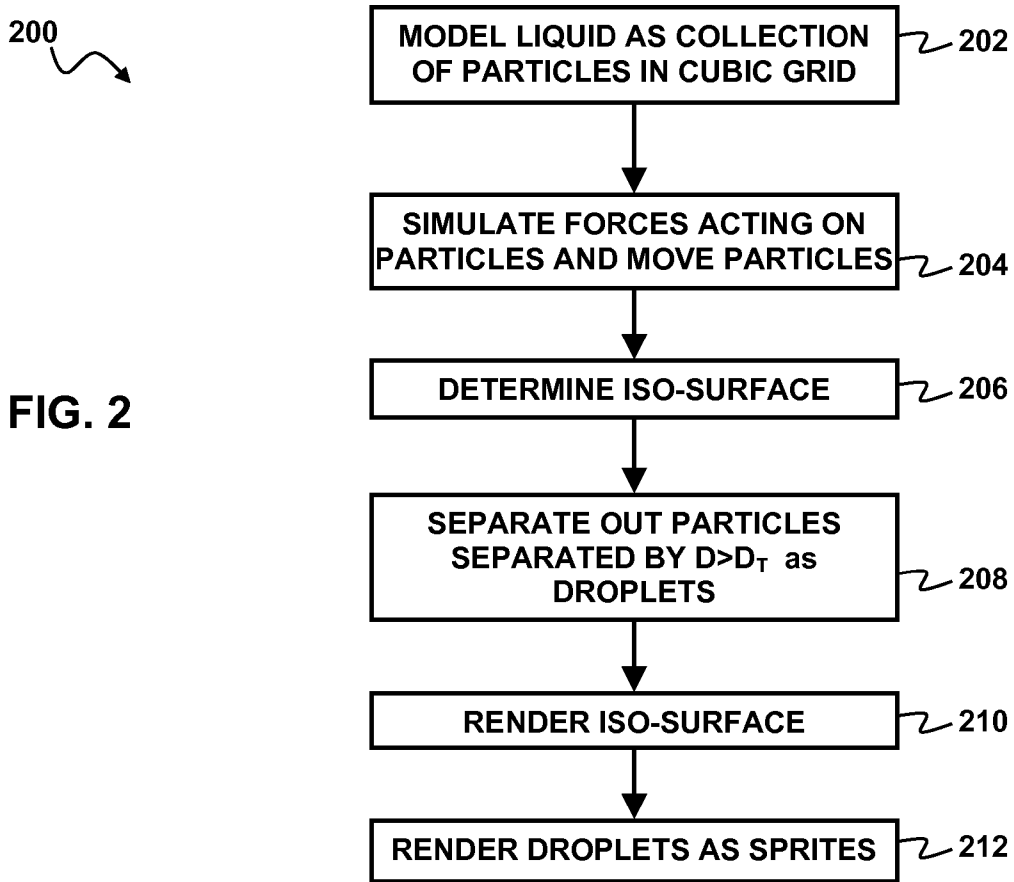 200
MODEL LIQUID AS COLLECTION
OF PARTICLES IN CUBIC GRID
202
SIMULATE FORCES ACTING ON
PARTICLES AND MOVE PARTICLES
204
DETERMINE ISO-SURFACE
206
FIG. 2
SEPARATE OUT PARTICLES
SEPARATED BY D>D_T as
DROPLETS
208
RENDER ISO-SURFACE
210
RENDER DROPLETS AS SPRITES
212